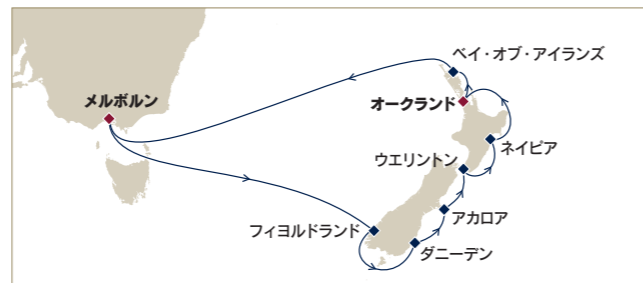 ベイ・オブ・アイランズ
メルボルン
オークランド
ネイピア
ウエリントン
アカロア
フィヨルドランド
ダニーデン